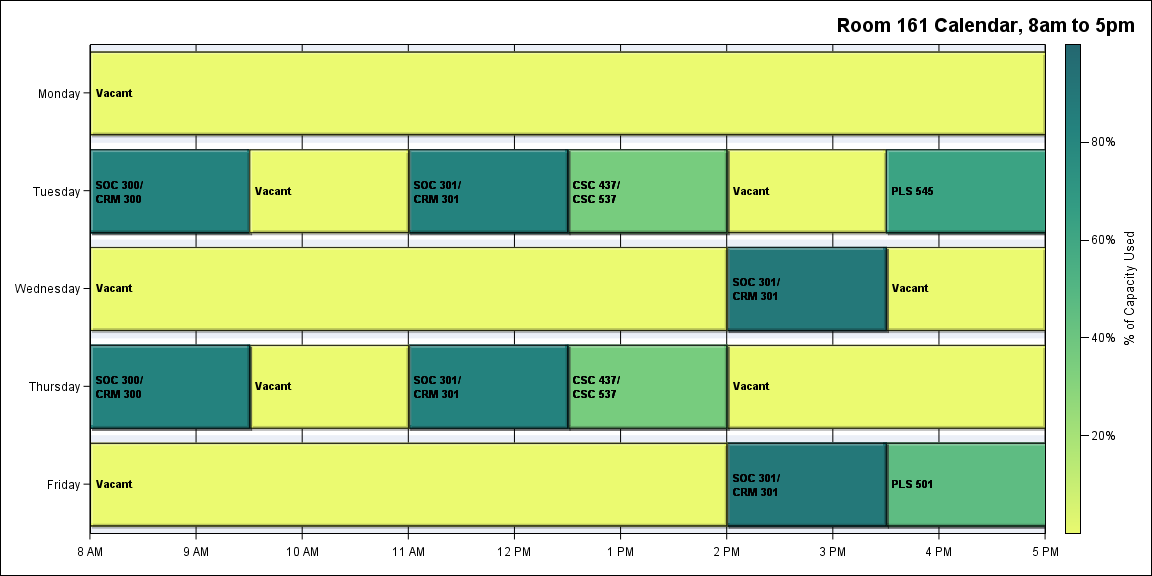 Room 161 Calendar, 8am to 5pm
Monday
Vacant
Tuesday
SOC 300/
CRM 300
Vacant
SOC 301/
CRM 301
CSC 437/
CSC 537
Vacant
PLS 545
Wednesday
Vacant
SOC 301/
CRM 301
Vacant
Thursday
SOC 300/
CRM 300
Vacant
SOC 301/
CRM 301
CSC 437/
CSC 537
Vacant
Friday
Vacant
SOC 301/
CRM 301
PLS 501
8 AM
9 AM
10 AM
11 AM
12 PM
1 PM
2 PM
3 PM
4 PM
5 PM
80%
60%
40%
20%
% of Capacity Used